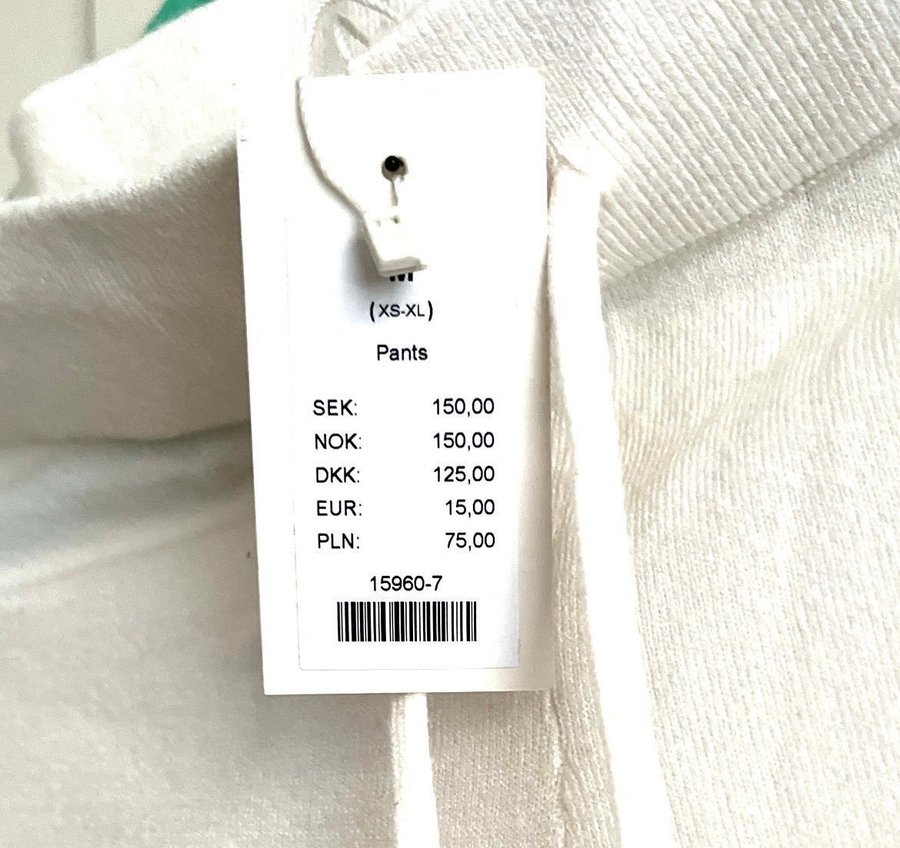 M
(XS-XL)
Pants
SEK: 150,00
NOK: 150,00
DKK: 125,00
EUR: 15,00
PLN: 75,00
15960-7